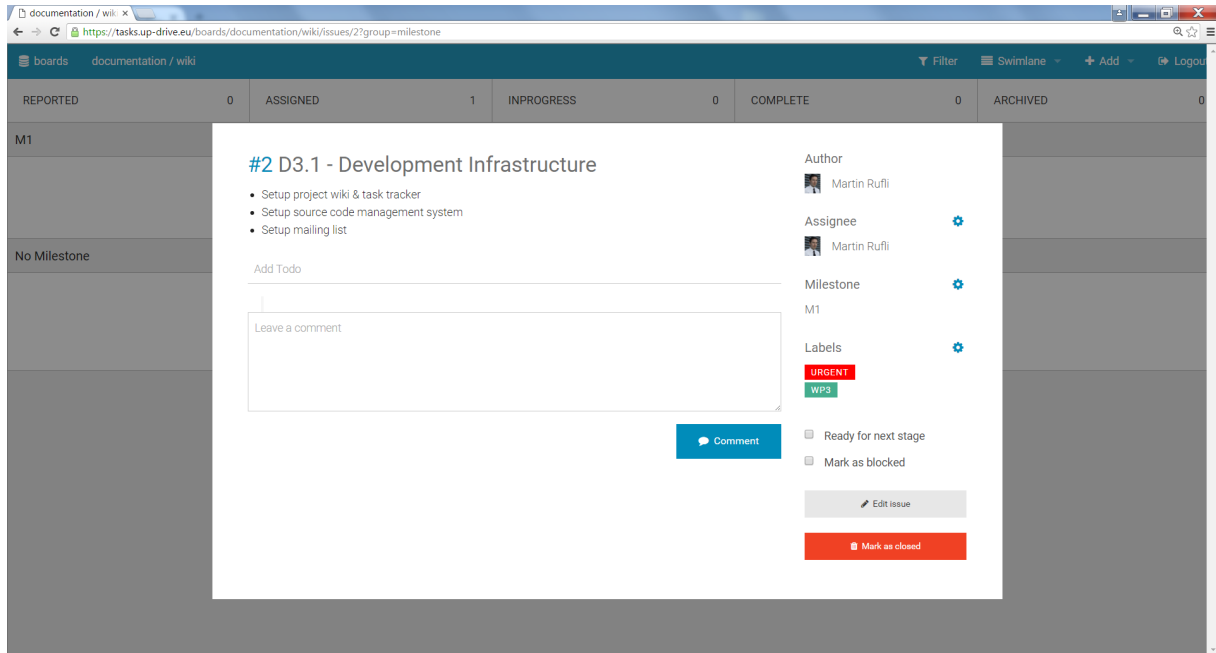 documentation / wiki ×
https://tasks.up-drive.eu/boards/documentation/wiki/issues/2?group=milestone
boards documentation / wiki Filter Swimlane + Add Logout
REPORTED 0 ASSIGNED 1 INPROGRESS 0 COMPLETE 0 ARCHIVED 0
M1
#2 D3.1 - Development Infrastructure
• Setup project wiki & task tracker
• Setup source code management system
• Setup mailing list
Add Todo
Leave a comment
Comment
Author
Martin Rufli
Assignee
Martin Rufli
Milestone
M1
Labels
URGENT
WP3
Ready for next stage
Mark as blocked
Edit issue
Mark as closed
No Milestone